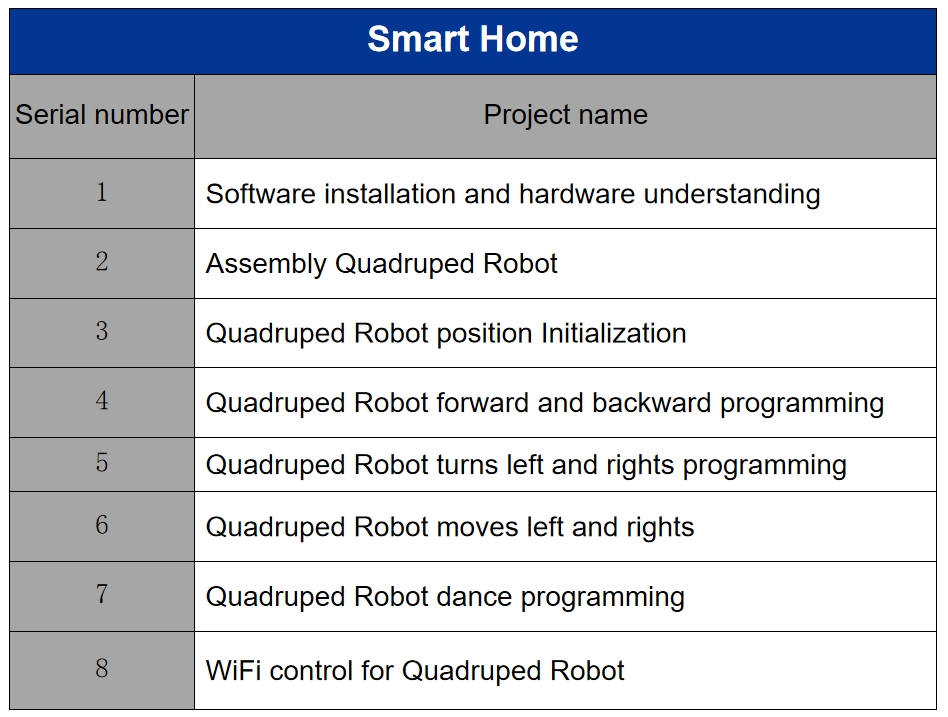 Smart Home
Serial number Project name
1 Software installation and hardware understanding
2 Assembly Quadruped Robot
3 Quadruped Robot position Initialization
4 Quadruped Robot forward and backward programming
5 Quadruped Robot turns left and rights programming
6 Quadruped Robot moves left and rights
7 Quadruped Robot dance programming
8 WiFi control for Quadruped Robot